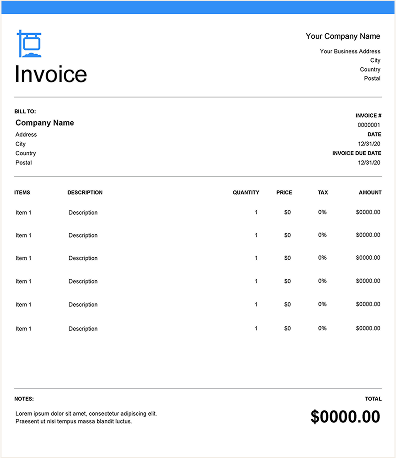 Your Company Name
Invoice
Your Business Address
City
Country
Postal
BILL TO:
Company Name
Address
City
Country
Postal
INVOICE #
0000001
DATE
12/31/20
INVOICE DUE DATE
12/31/20
ITEMS DESCRIPTION QUANTITY PRICE TAX AMOUNT
Item 1 Description 1 $0 0% $0000.00
Item 1 Description 1 $0 0% $0000.00
Item 1 Description 1 $0 0% $0000.00
Item 1 Description 1 $0 0% $0000.00
Item 1 Description 1 $0 0% $0000.00
Item 1 Description 1 $0 0% $0000.00
NOTES:
Lorem ipsum dolor sit amet, consectetur adipiscing elit.
Praesent ut nisi tempus massa blandit luctus.
TOTAL
$0000.00